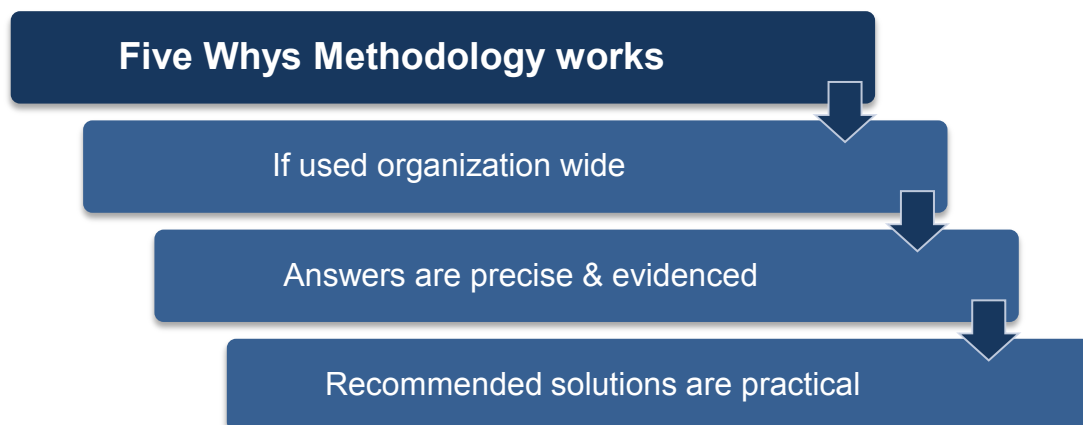 Five Whys Methodology works
If used organization wide
Answers are precise & evidenced
Recommended solutions are practical